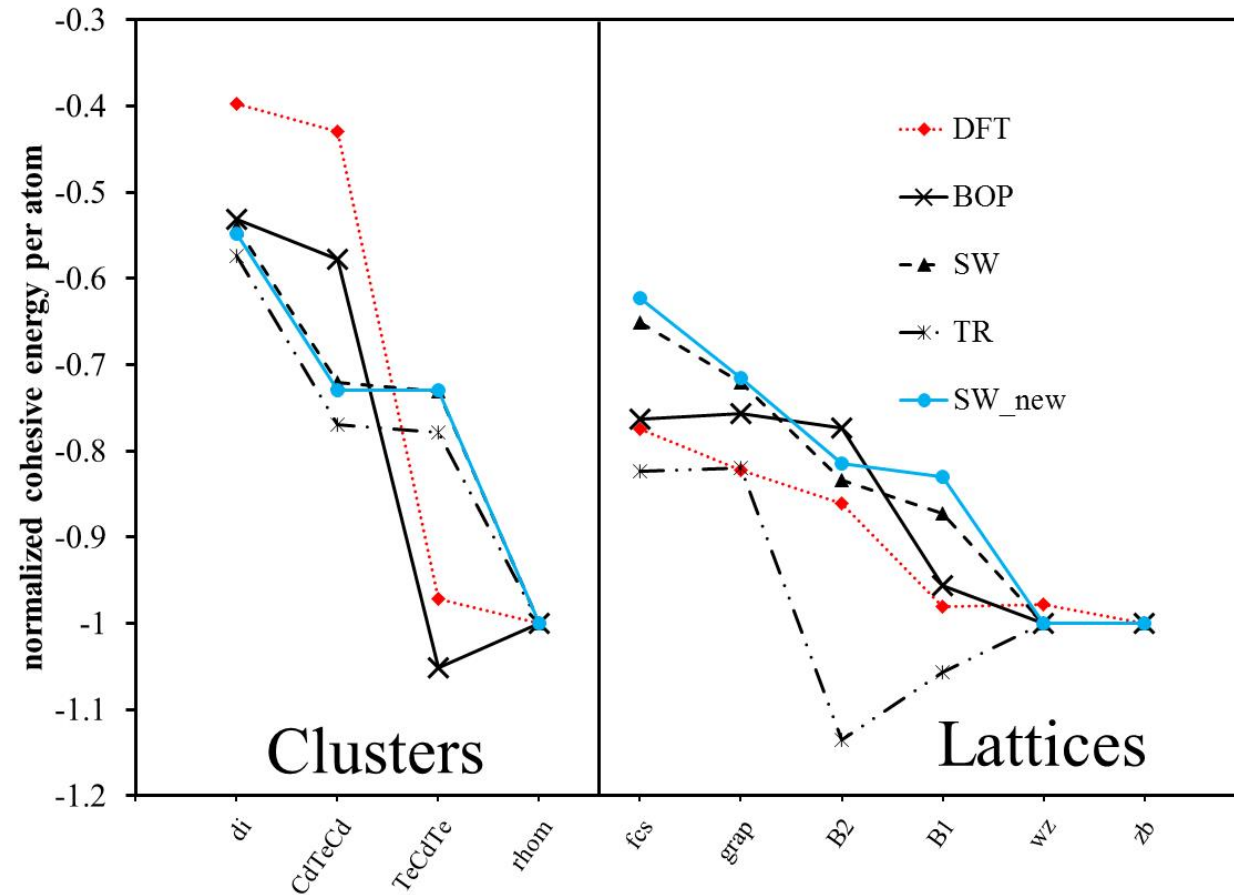 normalized cohesive energy per atom
-0.3
-0.4
-0.5
-0.6
-0.7
-0.8
-0.9
-1
-1.1
-1.2
DFT
BOP
SW
TR
SW_new
Clusters
Lattices
di
CdTeCd
TeCdTe
rhom
fcs
grap
B2
B1
wz
zb